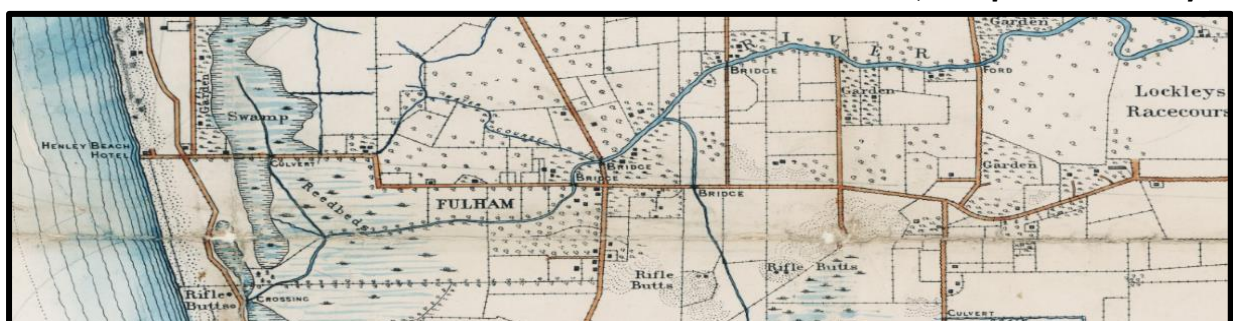 Garden
RIVER
BRIDGE
FORD
Garden
Garden
Lockleys
Racecours
Swamp
HENLEY BEACH
HOTEL
CULVERT
BRIDGE
BRIDGE
Garden
BRIDGE
Reedbeds
FULHAM
Rifle
Butts
Rifle Butts
Rifle
Butts
CROSSING
CULVERT